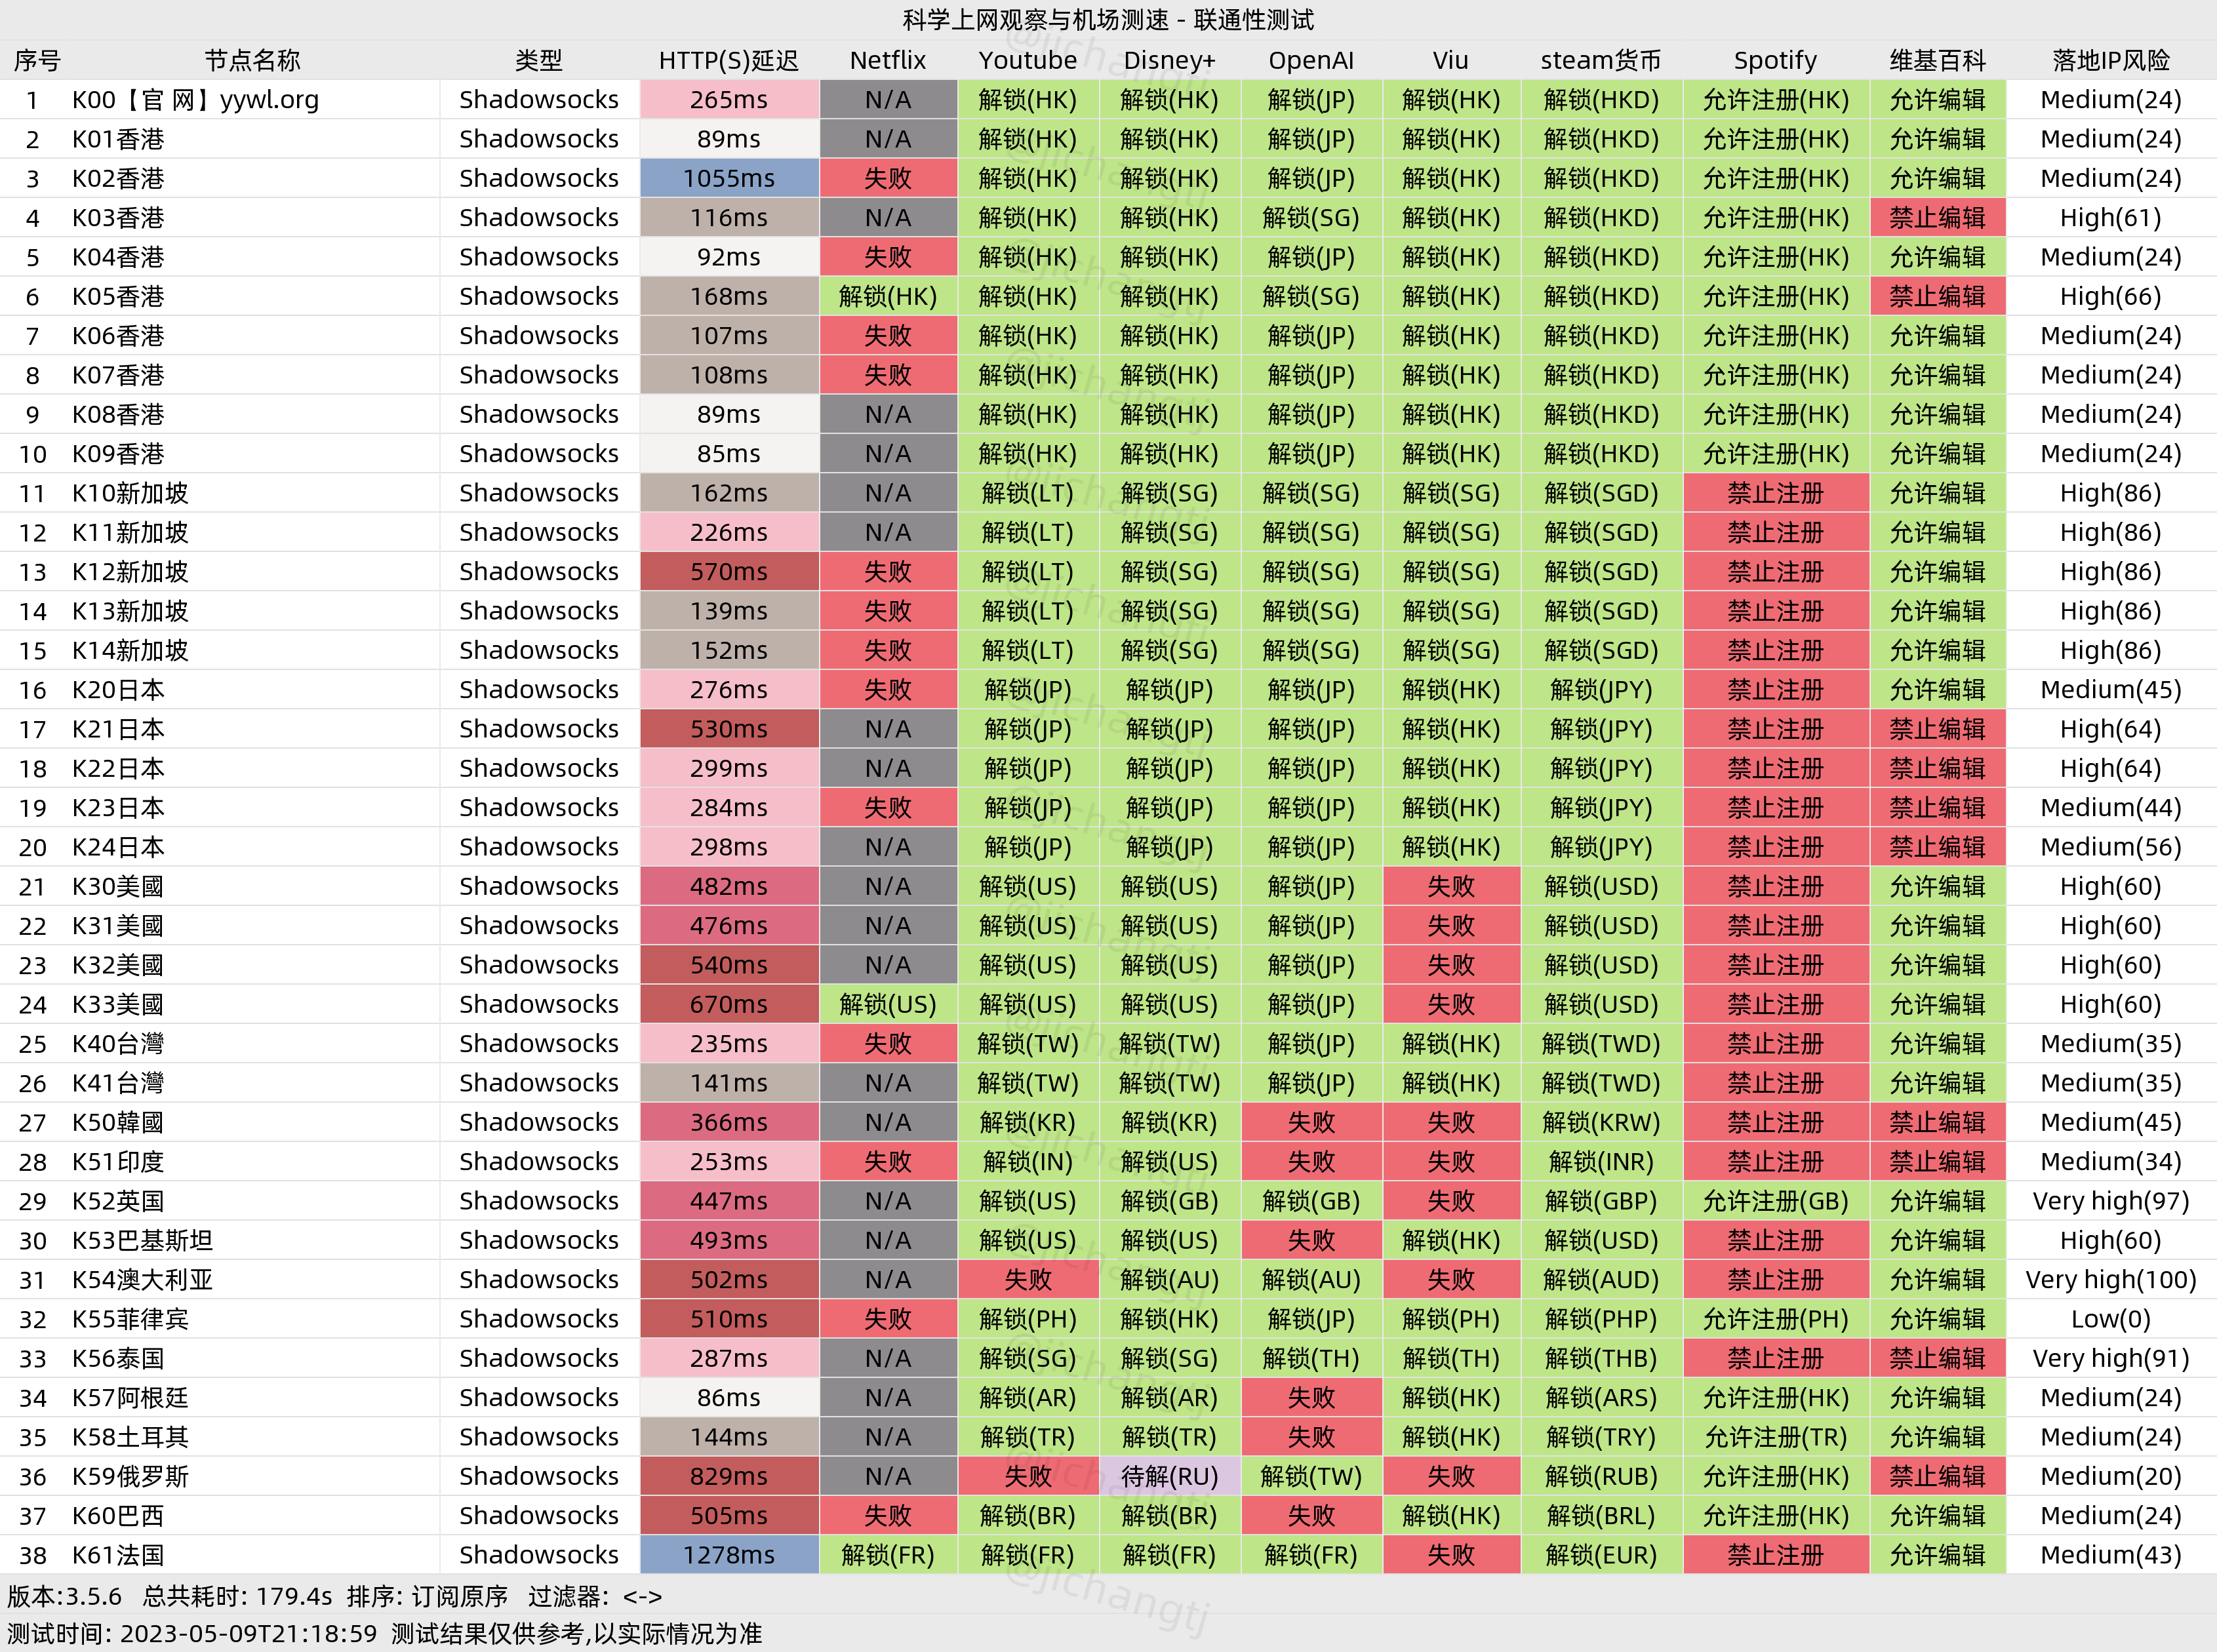 科学上网观察与机场测速 - 联通性测试
序号 节点名称 类型 HTTP(S)延迟 Netflix Youtube Disney+ OpenAI Viu steam货币 Spotify 维基百科 落地IP风险
1 K00【官 网】yywl.org Shadowsocks 265ms N/A 解锁(HK) 解锁(HK) 解锁(JP) 解锁(HK) 解锁(HKD) 允许注册(HK) 允许编辑 Medium(24)
2 K01香港 Shadowsocks 89ms N/A 解锁(HK) 解锁(HK) 解锁(JP) 解锁(HK) 解锁(HKD) 允许注册(HK) 允许编辑 Medium(24)
3 K02香港 Shadowsocks 1055ms 失败 解锁(HK) 解锁(HK) 解锁(JP) 解锁(HK) 解锁(HKD) 允许注册(HK) 允许编辑 Medium(24)
4 K03香港 Shadowsocks 116ms N/A 解锁(HK) 解锁(HK) 解锁(SG) 解锁(HK) 解锁(HKD) 允许注册(HK) 禁止编辑 High(61)
5 K04香港 Shadowsocks 92ms 失败 解锁(HK) 解锁(HK) 解锁(JP) 解锁(HK) 解锁(HKD) 允许注册(HK) 允许编辑 Medium(24)
6 K05香港 Shadowsocks 168ms 解锁(HK) 解锁(HK) 解锁(HK) 解锁(SG) 解锁(HK) 解锁(HKD) 允许注册(HK) 禁止编辑 High(66)
7 K06香港 Shadowsocks 107ms 失败 解锁(HK) 解锁(HK) 解锁(JP) 解锁(HK) 解锁(HKD) 允许注册(HK) 允许编辑 Medium(24)
8 K07香港 Shadowsocks 108ms 失败 解锁(HK) 解锁(HK) 解锁(JP) 解锁(HK) 解锁(HKD) 允许注册(HK) 允许编辑 Medium(24)
9 K08香港 Shadowsocks 89ms N/A 解锁(HK) 解锁(HK) 解锁(JP) 解锁(HK) 解锁(HKD) 允许注册(HK) 允许编辑 Medium(24)
10 K09香港 Shadowsocks 85ms N/A 解锁(HK) 解锁(HK) 解锁(JP) 解锁(HK) 解锁(HKD) 允许注册(HK) 允许编辑 Medium(24)
11 K10新加坡 Shadowsocks 162ms N/A 解锁(LT) 解锁(SG) 解锁(SG) 解锁(SG) 解锁(SGD) 禁止注册 允许编辑 High(86)
12 K11新加坡 Shadowsocks 226ms N/A 解锁(LT) 解锁(SG) 解锁(SG) 解锁(SG) 解锁(SGD) 禁止注册 允许编辑 High(86)
13 K12新加坡 Shadowsocks 570ms 失败 解锁(LT) 解锁(SG) 解锁(SG) 解锁(SG) 解锁(SGD) 禁止注册 允许编辑 High(86)
14 K13新加坡 Shadowsocks 139ms 失败 解锁(LT) 解锁(SG) 解锁(SG) 解锁(SG) 解锁(SGD) 禁止注册 允许编辑 High(86)
15 K14新加坡 Shadowsocks 152ms 失败 解锁(LT) 解锁(SG) 解锁(SG) 解锁(SG) 解锁(SGD) 禁止注册 允许编辑 High(86)
16 K20日本 Shadowsocks 276ms 失败 解锁(JP) 解锁(JP) 解锁(JP) 解锁(HK) 解锁(JPY) 禁止注册 允许编辑 Medium(45)
17 K21日本 Shadowsocks 530ms N/A 解锁(JP) 解锁(JP) 解锁(JP) 解锁(HK) 解锁(JPY) 禁止注册 禁止编辑 High(64)
18 K22日本 Shadowsocks 299ms N/A 解锁(JP) 解锁(JP) 解锁(JP) 解锁(HK) 解锁(JPY) 禁止注册 禁止编辑 High(64)
19 K23日本 Shadowsocks 284ms 失败 解锁(JP) 解锁(JP) 解锁(JP) 解锁(HK) 解锁(JPY) 禁止注册 禁止编辑 Medium(44)
20 K24日本 Shadowsocks 298ms N/A 解锁(JP) 解锁(JP) 解锁(JP) 解锁(HK) 解锁(JPY) 禁止注册 禁止编辑 Medium(56)
21 K30美國 Shadowsocks 482ms N/A 解锁(US) 解锁(US) 解锁(JP) 失败 解锁(USD) 禁止注册 允许编辑 High(60)
22 K31美國 Shadowsocks 476ms N/A 解锁(US) 解锁(US) 解锁(JP) 失败 解锁(USD) 禁止注册 允许编辑 High(60)
23 K32美國 Shadowsocks 540ms N/A 解锁(US) 解锁(US) 解锁(JP) 失败 解锁(USD) 禁止注册 允许编辑 High(60)
24 K33美國 Shadowsocks 670ms 解锁(US) 解锁(US) 解锁(US) 解锁(JP) 失败 解锁(USD) 禁止注册 允许编辑 High(60)
25 K40台灣 Shadowsocks 235ms 失败 解锁(TW) 解锁(TW) 解锁(JP) 解锁(HK) 解锁(TWD) 禁止注册 允许编辑 Medium(35)
26 K41台灣 Shadowsocks 141ms N/A 解锁(TW) 解锁(TW) 解锁(JP) 解锁(HK) 解锁(TWD) 禁止注册 允许编辑 Medium(35)
27 K50韓國 Shadowsocks 366ms N/A 解锁(KR) 解锁(KR) 失败 失败 解锁(KRW) 禁止注册 禁止编辑 Medium(45)
28 K51印度 Shadowsocks 253ms 失败 解锁(IN) 解锁(US) 失败 失败 解锁(INR) 禁止注册 禁止编辑 Medium(34)
29 K52英国 Shadowsocks 447ms N/A 解锁(US) 解锁(GB) 解锁(GB) 失败 解锁(GBP) 允许注册(GB) 允许编辑 Very high(97)
30 K53巴基斯坦 Shadowsocks 493ms N/A 解锁(US) 解锁(US) 失败 解锁(HK) 解锁(USD) 禁止注册 允许编辑 High(60)
31 K54澳大利亚 Shadowsocks 502ms N/A 失败 解锁(AU) 解锁(AU) 失败 解锁(AUD) 禁止注册 允许编辑 Very high(100)
32 K55菲律宾 Shadowsocks 510ms 失败 解锁(PH) 解锁(HK) 解锁(JP) 解锁(PH) 解锁(PHP) 允许注册(PH) 允许编辑 Low(0)
33 K56泰国 Shadowsocks 287ms N/A 解锁(SG) 解锁(SG) 解锁(TH) 解锁(TH) 解锁(THB) 禁止注册 禁止编辑 Very high(91)
34 K57阿根廷 Shadowsocks 86ms N/A 解锁(AR) 解锁(AR) 失败 解锁(HK) 解锁(ARS) 允许注册(HK) 允许编辑 Medium(24)
35 K58土耳其 Shadowsocks 144ms N/A 解锁(TR) 解锁(TR) 失败 解锁(HK) 解锁(TRY) 允许注册(TR) 允许编辑 Medium(24)
36 K59俄罗斯 Shadowsocks 829ms N/A 失败 待解(RU) 解锁(TW) 失败 解锁(RUB) 允许注册(HK) 禁止编辑 Medium(20)
37 K60巴西 Shadowsocks 505ms 失败 解锁(BR) 解锁(BR) 失败 解锁(HK) 解锁(BRL) 允许注册(HK) 允许编辑 Medium(24)
38 K61法国 Shadowsocks 1278ms 解锁(FR) 解锁(FR) 解锁(FR) 解锁(FR) 失败 解锁(EUR) 禁止注册 允许编辑 Medium(43)
版本:3.5.6 总共耗时: 179.4s 排序: 订阅原序 过滤器: <->
测试时间: 2023-05-09T21:18:59 测试结果仅供参考,以实际情况为准
@jichangtj